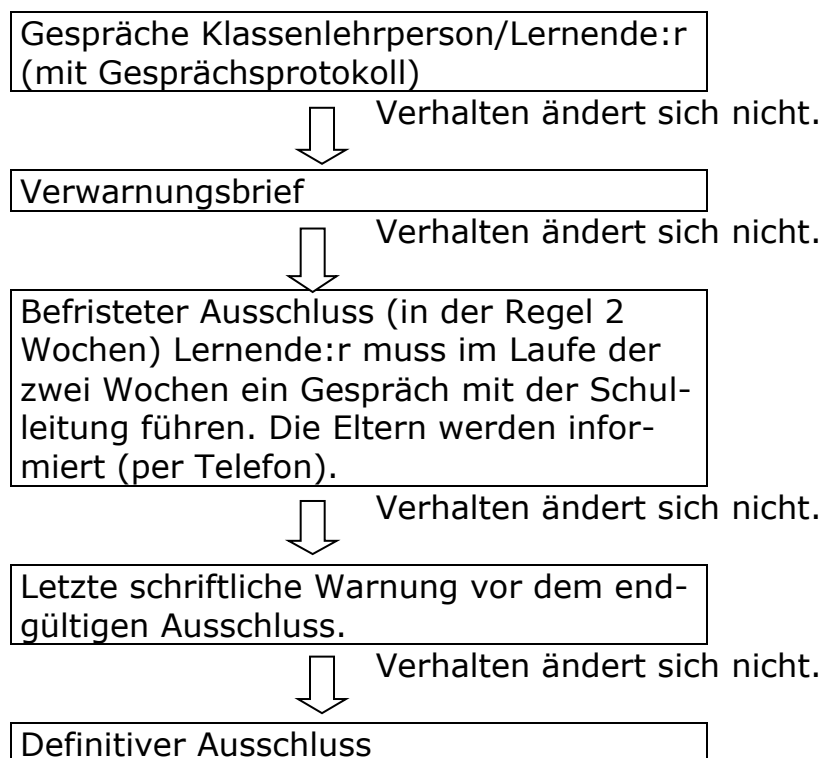 Gespräche Klassenlehrperson/Lernende:r
(mit Gesprächsprotokoll)
Verhalten ändert sich nicht.
Verwarnungsbrief
Verhalten ändert sich nicht.
Befristeter Ausschluss (in der Regel 2
Wochen) Lernende:r muss im Laufe der
zwei Wochen ein Gespräch mit der Schul-
leitung führen. Die Eltern werden infor-
miert (per Telefon).
Verhalten ändert sich nicht.
Letzte schriftliche Warnung vor dem end-
gültigen Ausschluss.
Verhalten ändert sich nicht.
Definitiver Ausschluss